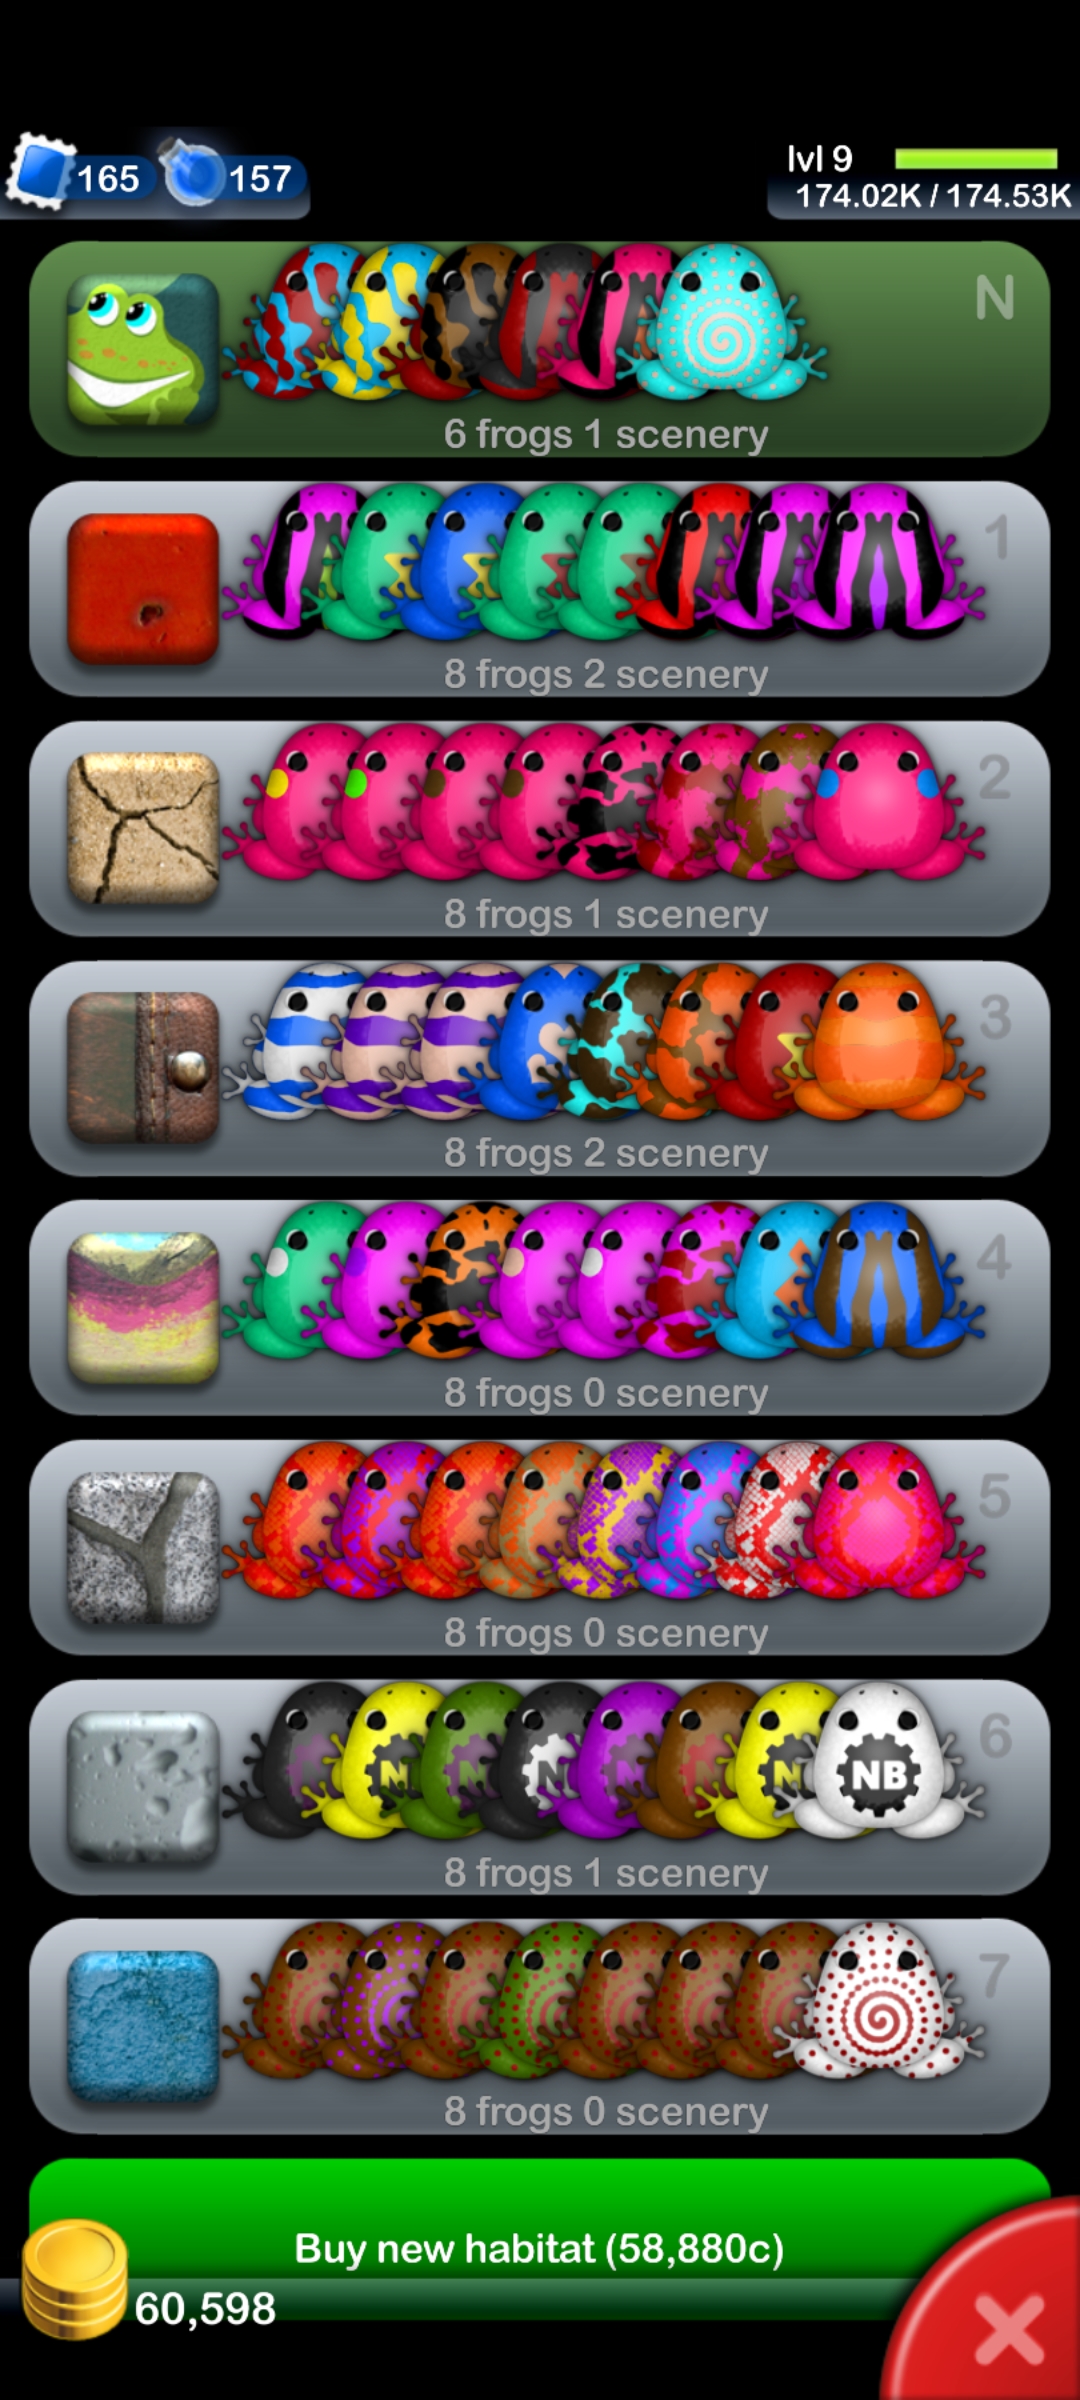 165 157
lvl 9
174.02K / 174.53K
N
6 frogs 1 scenery
1
8 frogs 2 scenery
2
8 frogs 1 scenery
3
8 frogs 2 scenery
4
8 frogs 0 scenery
5
8 frogs 0 scenery
6
N N N N N N N NB
8 frogs 1 scenery
7
8 frogs 0 scenery
Buy new habitat (58,880c)
60,598